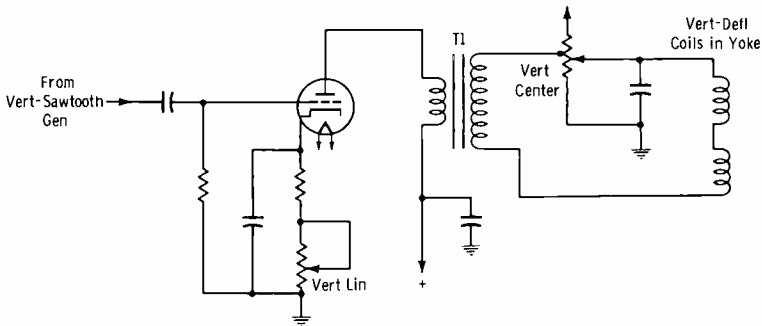 From
Vert-Sawtooth
Gen
T1
Vert
Center
Vert-Defl
Coils in Yoke
Vert Lin
+